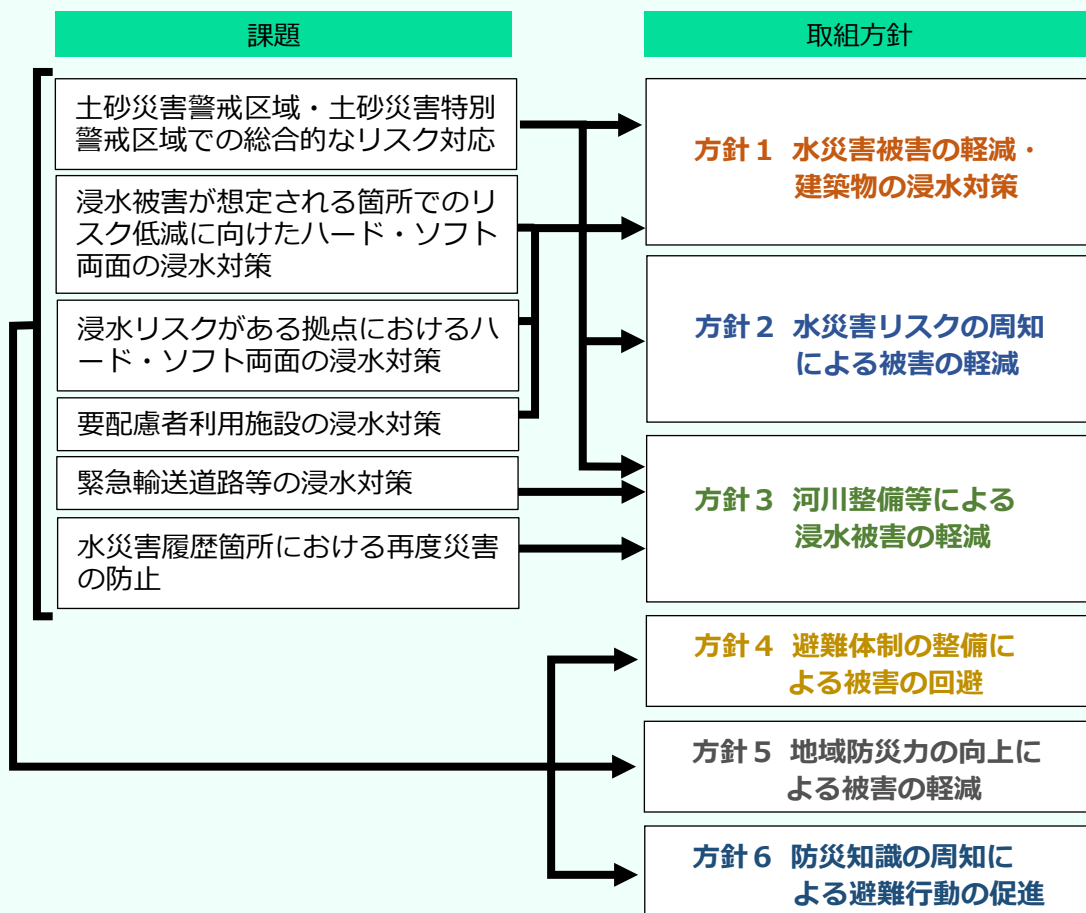 課題
土砂災害警戒区域・土砂災害特別
警戒区域での総合的なリスク対応
浸水被害が想定される箇所でのリ
スク低減に向けたハード・ソフト
両面の浸水対策
浸水リスクがある拠点におけるハ
ード・ソフト両面の浸水対策
要配慮者利用施設の浸水対策
緊急輸送道路等の浸水対策
水災害履歴箇所における再度災害
の防止
取組方針
方針１ 水災害被害の軽減・
建築物の浸水対策
方針２ 水災害リスクの周知
による被害の軽減
方針３ 河川整備等による
浸水被害の軽減
方針４ 避難体制の整備に
よる被害の回避
方針５ 地域防災力の向上に
よる被害の軽減
方針６ 防災知識の周知に
よる避難行動の促進